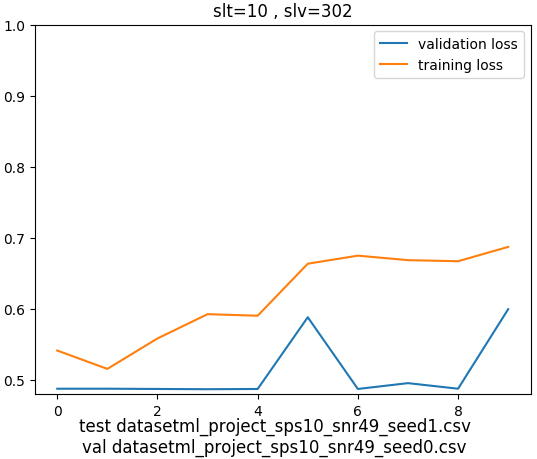 slt=10 , slv=302
validation loss
training loss
1.0
0.9
0.8
0.7
0.6
0.5
0 2 4 6 8
test datasetml_project_sps10_snr49_seed1.csv
val datasetml_project_sps10_snr49_seed0.csv